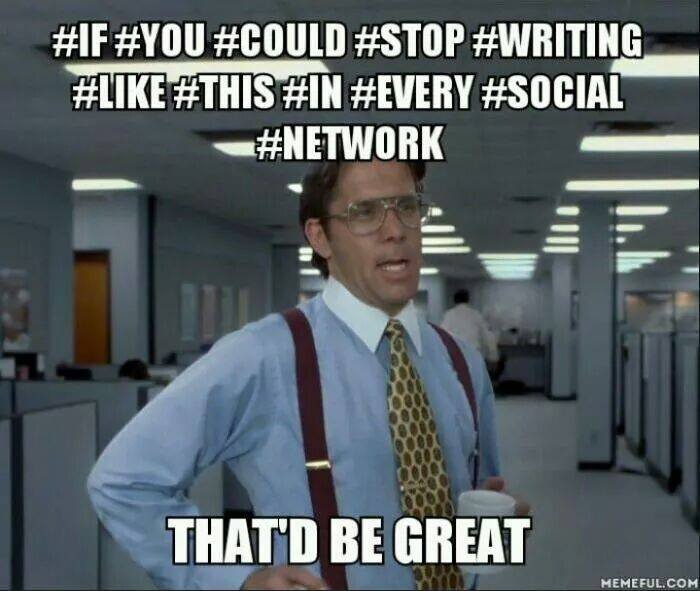 #IF #YOU #COULD #STOP #WRITING
#LIKE #THIS #IN #EVERY #SOCIAL
#NETWORK
THAT'D BE GREAT
MEMEFUL.COM